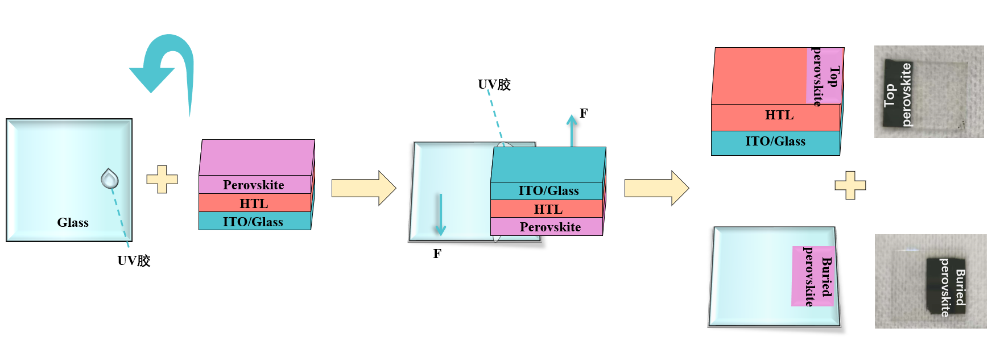 Glass
UV胶
Perovskite
HTL
ITO/Glass
UV胶
F
F
ITO/Glass
HTL
Perovskite
Top
perovskite
HTL
ITO/Glass
Top
perovskite
Buried
perovskite
Buried
perovskite